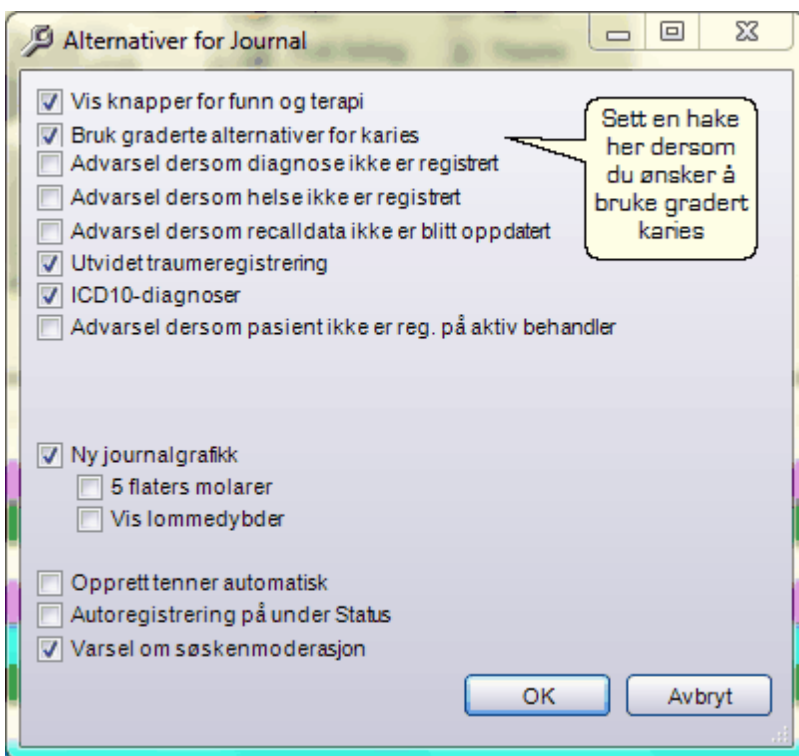 Alternativer for Journal
Vis knapper for funn og terapi
Bruk graderte alternativer for karies
Advarsel dersom diagnose ikke er registrert
Advarsel dersom helse ikke er registrert
Advarsel dersom recalldata ikke er blitt oppdatert
Utvidet traumeregistrering
ICD10-diagnoser
Advarsel dersom pasient ikke er reg. på aktiv behandler
Sett en hake
her dersom
du ønsker å
bruke gradert
karies
Ny journalgrafikk
5 flaters molarer
Vis lommedybder
Opprett tenner automatisk
Autoregistrering på under Status
Varsel om søskenmoderasjon
OK
Avbryt